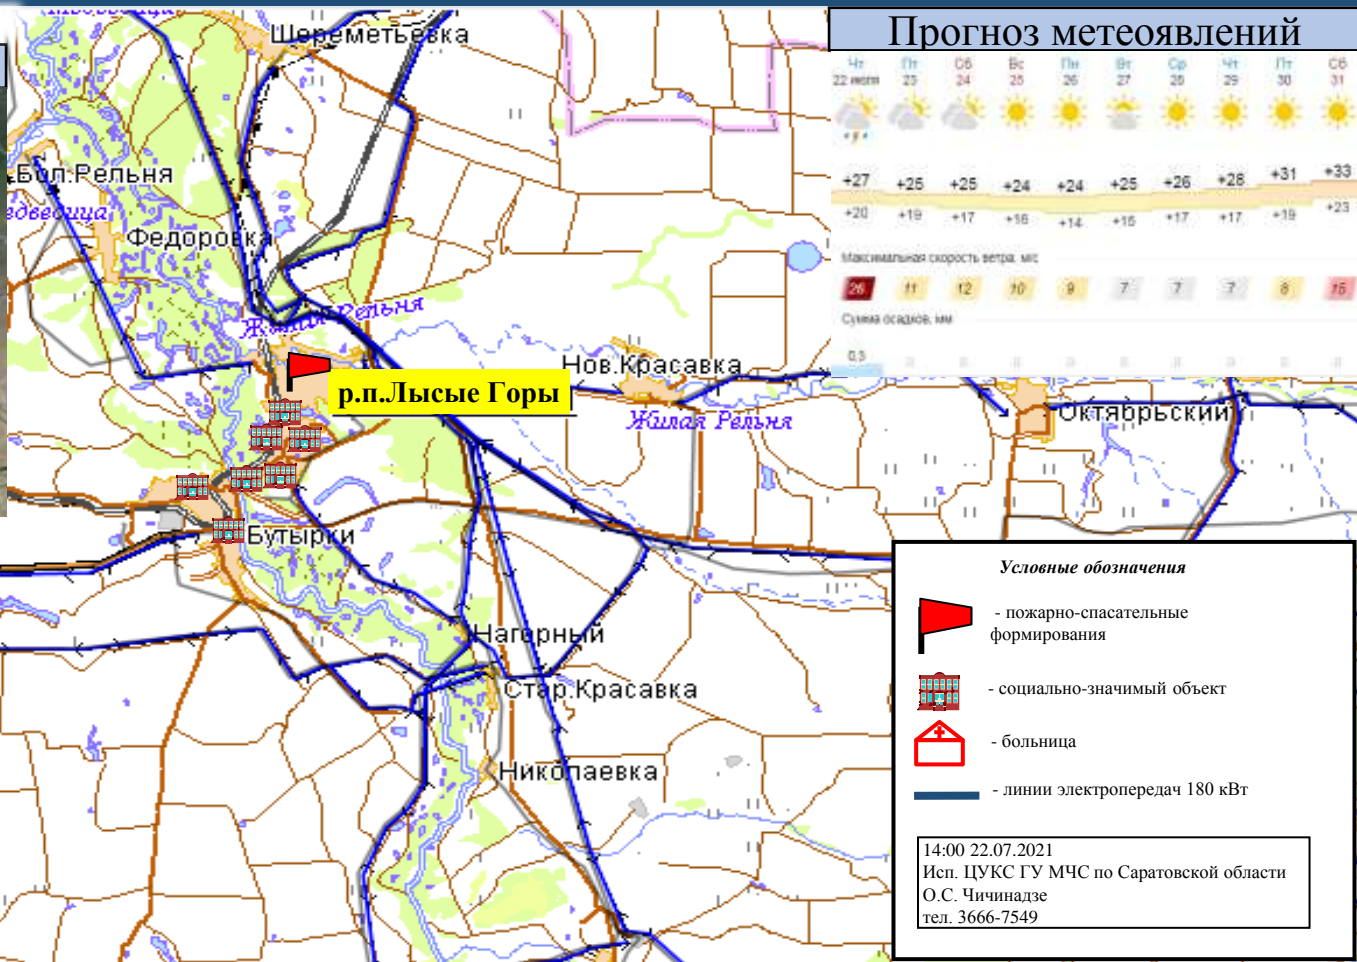 Прогноз метеоявлений
Чт Пт Сб Вс Пн Вт Ср Чт Пт Сб
22 июля 23 24 25 26 27 28 29 30 31
+27 +25 +25 +24 +24 +25 +26 +28 +31 +33
+20 +19 +17 +16 +14 +16 +17 +17 +19 +23
Максимальная скорость ветра, м/с
26 11 12 10 9 7 7 7 8 15
Сумма осадков, мм
0,3
Медведица
Шереметьевка
Бол.Рельня
едведица
Федоровка
Жилая Рельня
р.п.Лысые Горы
Нов.Красавка
Жилая Рельня
Октябрьский
Бутырки
Нагорный
Стар.Красавка
Николаевка
Условные обозначения
- пожарно-спасательные
формирования
- социально-значимый объект
- больница
- линии электропередач 180 кВт
14:00 22.07.2021
Исп. ЦУКС ГУ МЧС по Саратовской области
О.С. Чичинадзе
тел. 3666-7549